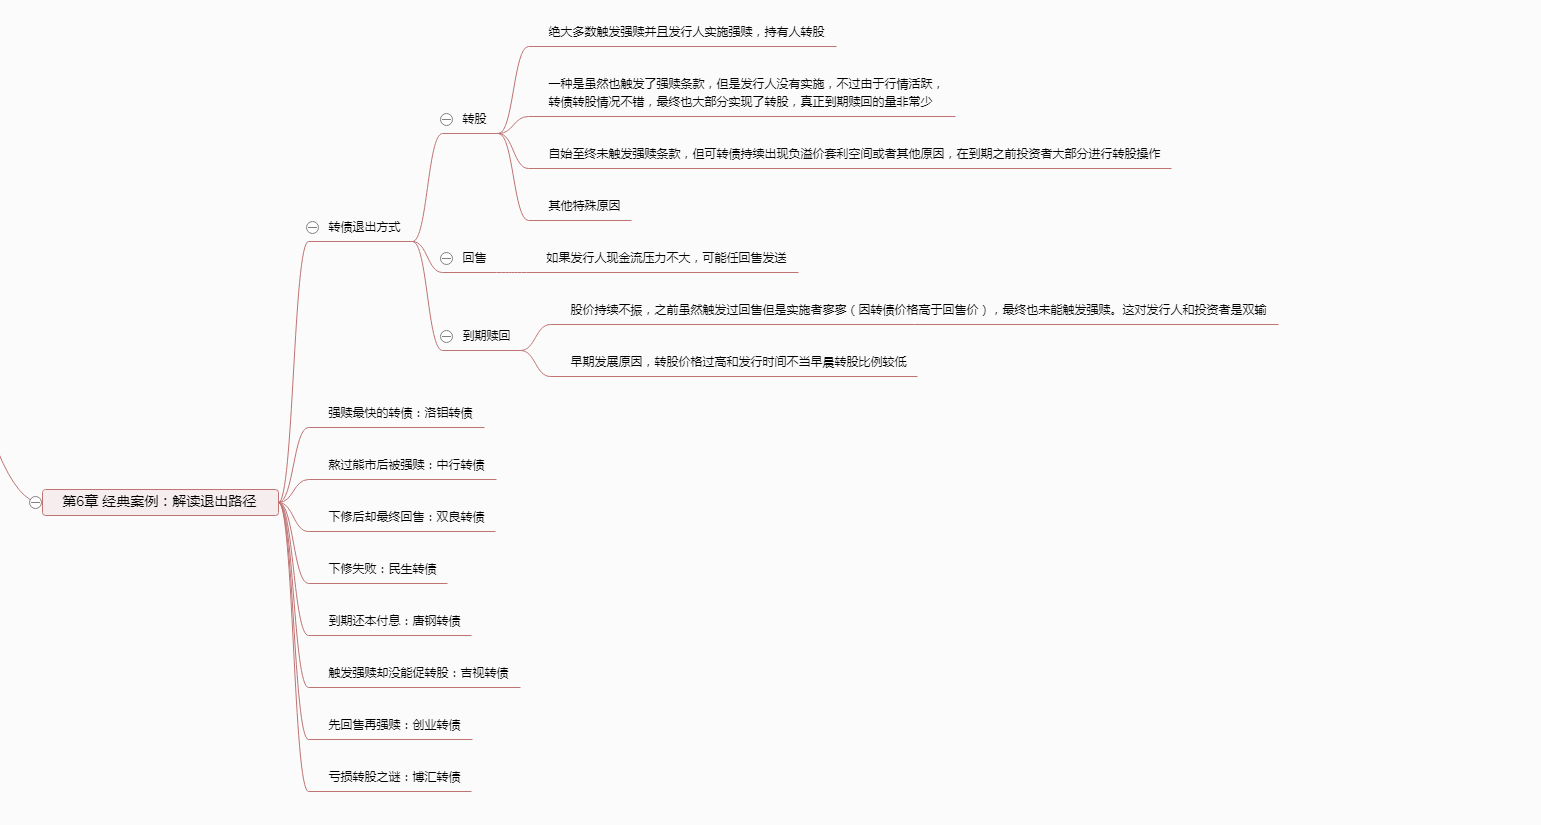 第6章 经典案例：解读退出路径
转债退出方式
转股
绝大多数触发强赎并且发行人实施强赎，持有人转股
一种是虽然也触发了强赎条款，但是发行人没有实施，不过由于行情活跃，
转债转股情况不错，最终也大部分实现了转股，真正到期赎回的量非常少
自始至终未触发强赎条款，但可转债持续出现负溢价套利空间或者其他原因，在到期之前投资者大部分进行转股操作
其他特殊原因
回售
如果发行人现金流压力不大，可能任回售发送
到期赎回
股价持续不振，之前虽然触发过回售但是实施者寥寥（因转债价格高于回售价），最终也未能触发强赎。这对发行人和投资者是双输
早期发展原因，转股价格过高和发行时间不当早晨转股比例较低
强赎最快的转债：洛钼转债
熬过熊市后被强赎：中行转债
下修后却最终回售：双良转债
下修失败：民生转债
到期还本付息：唐钢转债
触发强赎却没能促转股：吉视转债
先回售再强赎：创业转债
亏损转股之谜：博汇转债